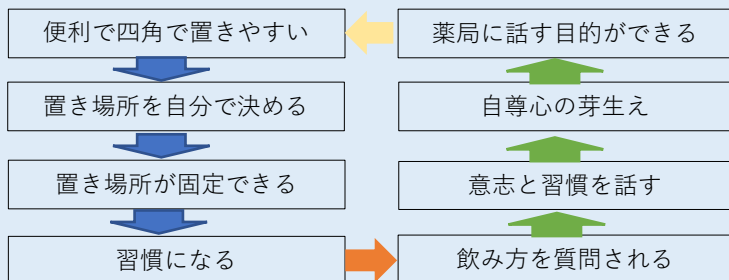 便利で四角で置きやすい
置き場所を自分で決める
置き場所が固定できる
習慣になる
飲み方を質問される
意志と習慣を話す
自尊心の芽生え
薬局に話す目的ができる